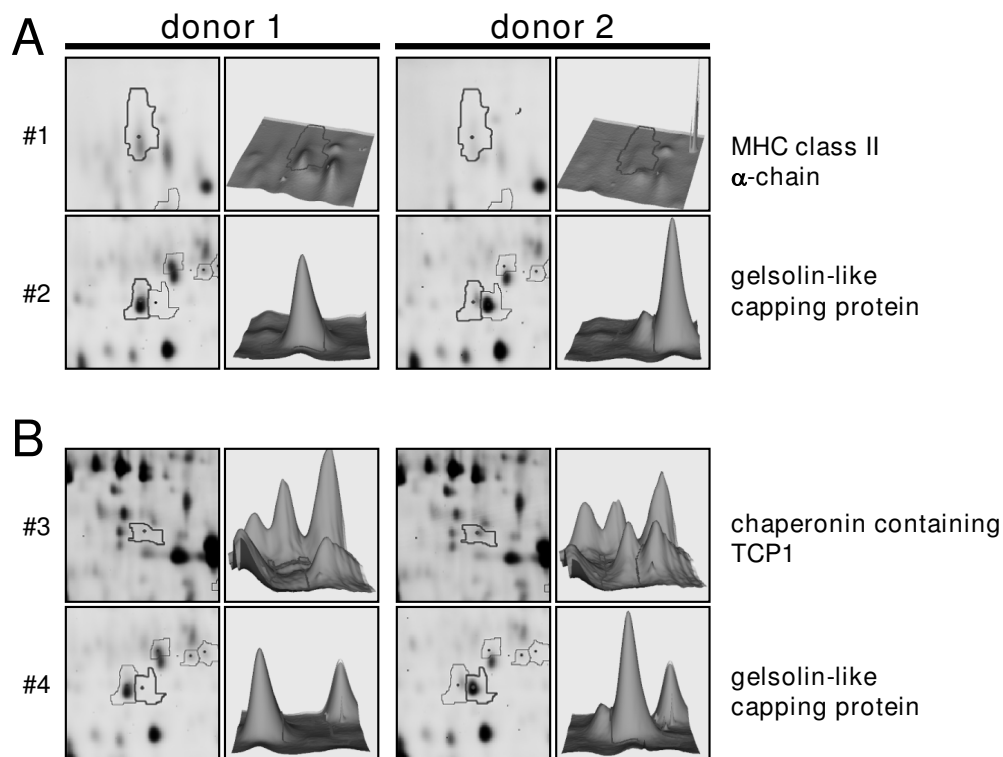 A
donor 1
donor 2
#1
MHC class II
α-chain
#2
gelsolin-like
capping protein
B
#3
chaperonin containing
TCP1
#4
gelsolin-like
capping protein